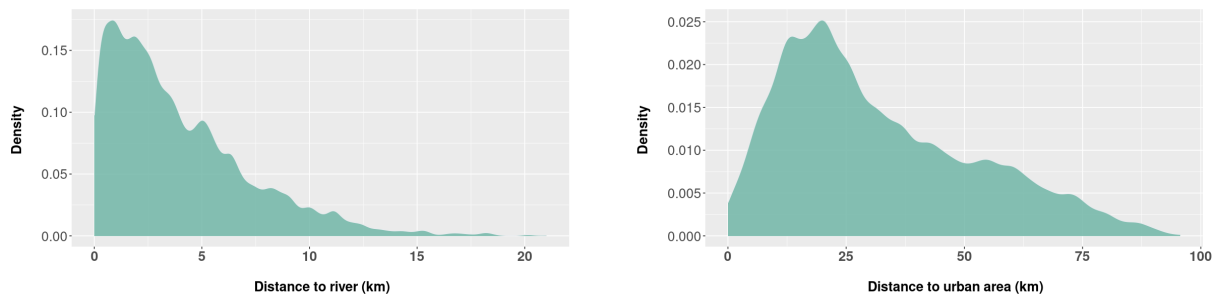 Density
0.15
0.10
0.05
0.00
0 5 10 15 20
Distance to river (km)
Density
0.025
0.020
0.015
0.010
0.005
0.000
0 25 50 75 100
Distance to urban area (km)